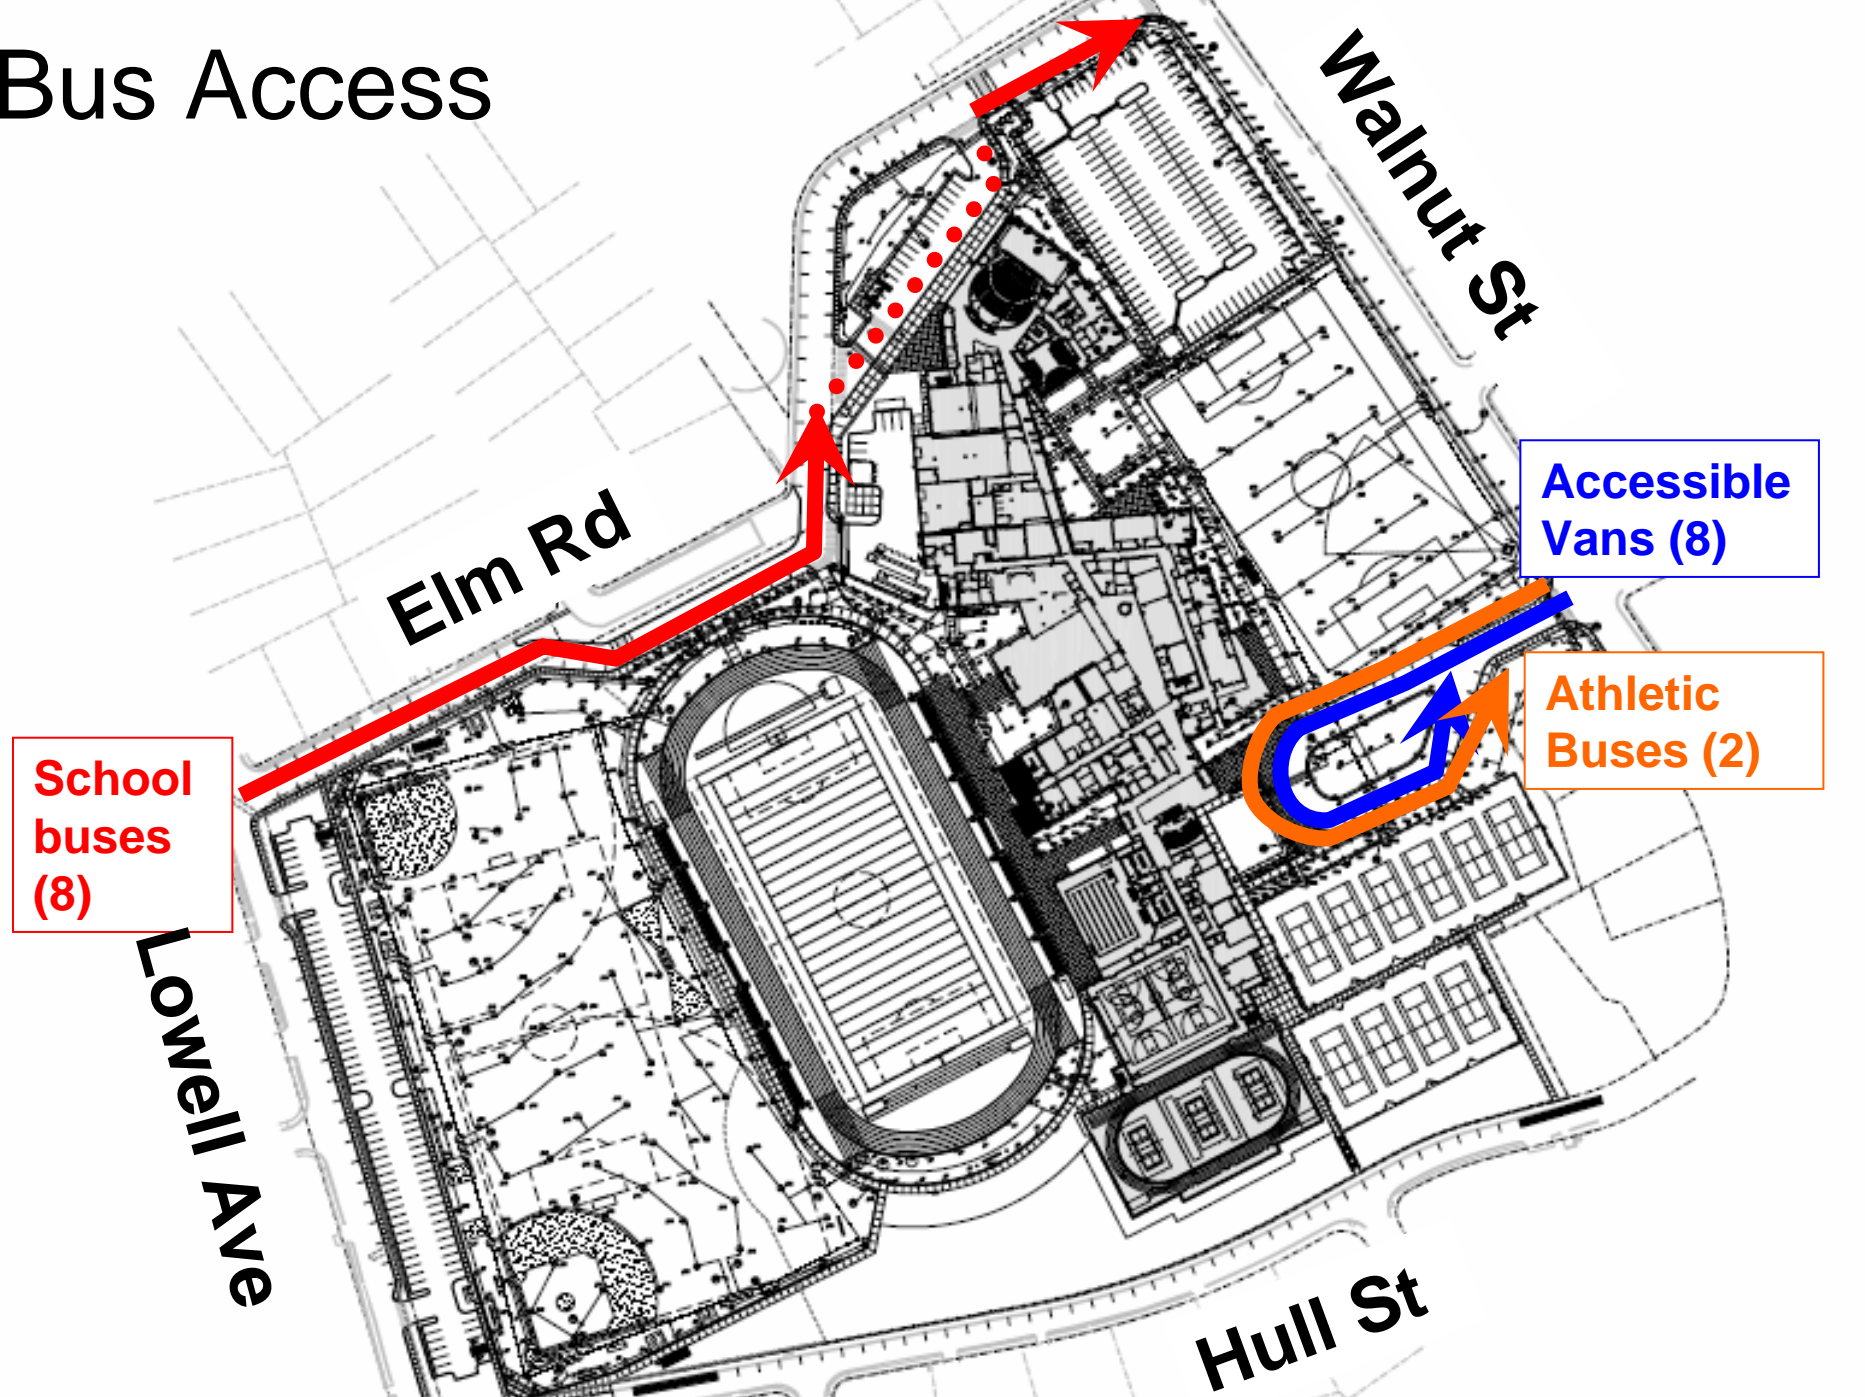 Bus Access
Walnut St
Accessible
Vans (8)
Elm Rd
Athletic
Buses (2)
School
buses
(8)
Lowell Ave
Hull St